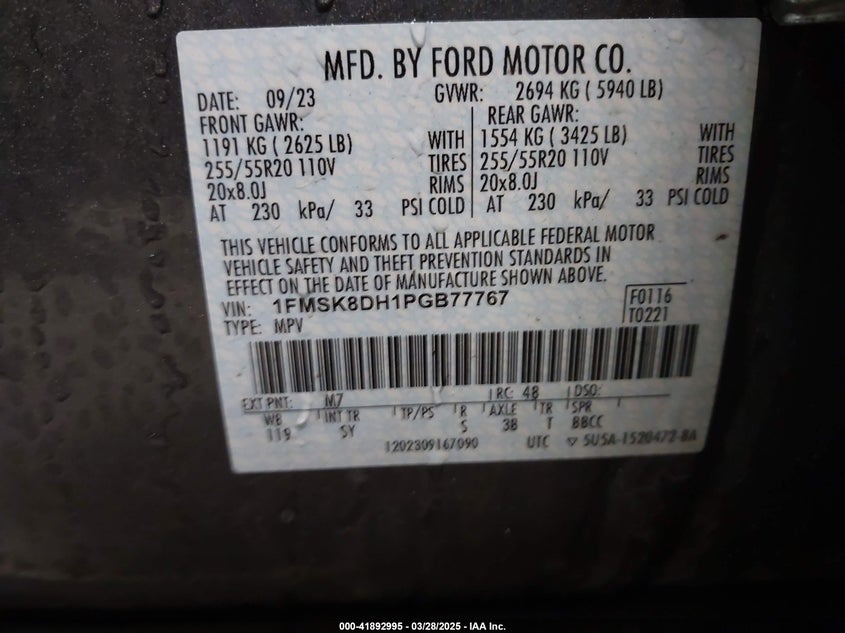 MFD. BY FORD MOTOR CO.
DATE: 09/23 GVWR: 2694 KG ( 5940 LB)
FRONT GAWR: REAR GAWR:
1191 KG ( 2625 LB) WITH 1554 KG ( 3425 LB) WITH
255/55R20 110V TIRES 255/55R20 110V TIRES
20x8.0J RIMS 20x8.0J RIMS
AT 230 kPa/ 33 PSI COLD AT 230 kPa/ 33 PSI COLD
THIS VEHICLE CONFORMS TO ALL APPLICABLE FEDERAL MOTOR
VEHICLE SAFETY AND THEFT PREVENTION STANDARDS IN
EFFECT ON THE DATE OF MANUFACTURE SHOWN ABOVE.
VIN: 1FMSK8DH1PGB77767 F0116
TYPE: MPV T0221
EXT PNT: M7 RC: 48 DSO:
WB INT TR TP/PS R AXLE TR SPR
119 SY S 38 T BBCC
1202309167090 UTC ▽ 5U5A-1520472-BA
000-41892995 - 03/28/2025 - IAA Inc.